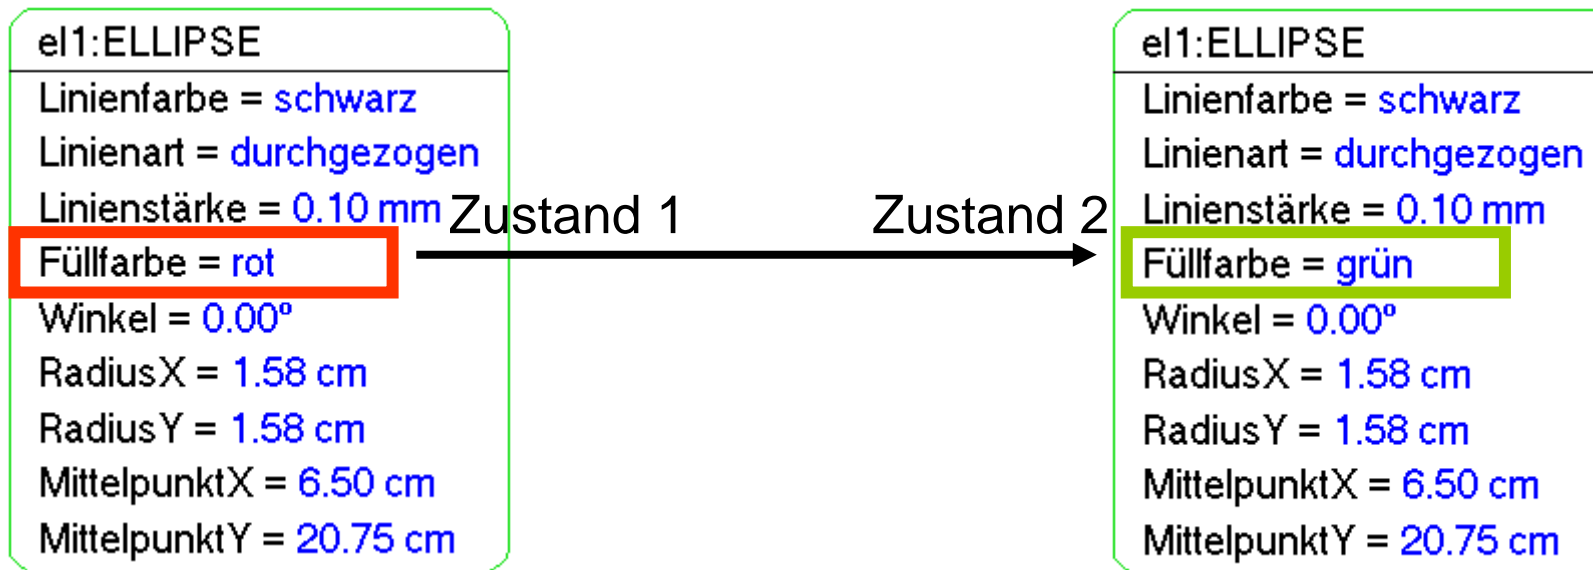 el1:ELLIPSE
Linienfarbe = schwarz
Linienart = durchgezogen
Linienstärke = 0.10 mm
Füllfarbe = rot
Winkel = 0.00°
RadiusX = 1.58 cm
RadiusY = 1.58 cm
MittelpunktX = 6.50 cm
MittelpunktY = 20.75 cm
Zustand 1
Zustand 2
el1:ELLIPSE
Linienfarbe = schwarz
Linienart = durchgezogen
Linienstärke = 0.10 mm
Füllfarbe = grün
Winkel = 0.00°
RadiusX = 1.58 cm
RadiusY = 1.58 cm
MittelpunktX = 6.50 cm
MittelpunktY = 20.75 cm